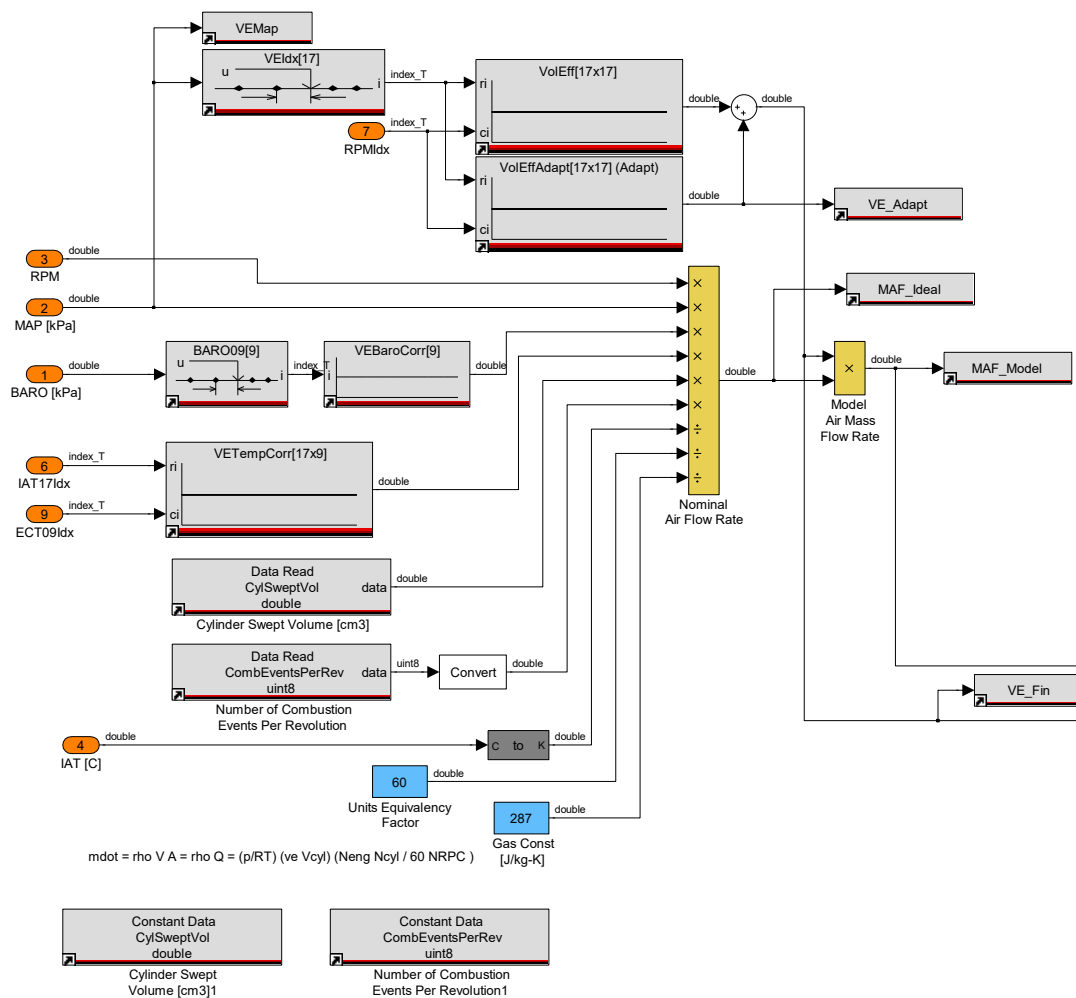 VEMap
VEIdx[17]
u
i
index_T
VolEff[17x17]
ri
ci
double
+
+
double
7
index_T
RPMIdx
VolEffAdapt[17x17] (Adapt)
ri
ci
double
VE_Adapt
3
double
RPM
2
double
MAP [kPa]
×
×
×
×
×
×
÷
÷
÷
double
Nominal
Air Flow Rate
MAF_Ideal
×
double
Model
Air Mass
Flow Rate
MAF_Model
1
double
BARO [kPa]
BARO09[9]
u
i
index_T
VEBaroCorr[9]
double
6
index_T
IAT17Idx
9
index_T
ECT09Idx
VETempCorr[17x9]
ri
ci
double
Data Read
CylSweptVol
double
data
double
Cylinder Swept Volume [cm3]
Data Read
CombEventsPerRev
uint8
data
uint8
Convert
double
Number of Combustion
Events Per Revolution
VE_Fin
4
double
IAT [C]
C to K
double
60
double
Units Equivalency
Factor
287
double
Gas Const
[J/kg-K]
mdot = rho V A = rho Q = (p/RT) (ve Vcyl) (Neng Ncyl / 60 NRPC )
Constant Data
CylSweptVol
double
Cylinder Swept
Volume [cm3]1
Constant Data
CombEventsPerRev
uint8
Number of Combustion
Events Per Revolution1